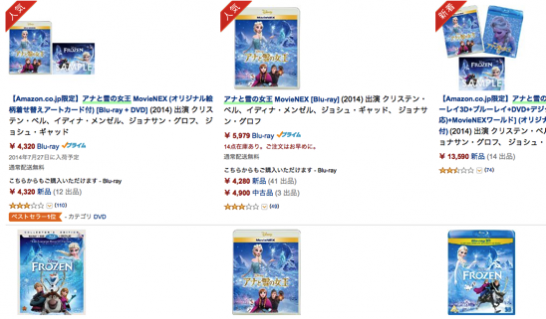 人気
人気
新着
【Amazon.co.jp限定】アナと雪の女王 MovieNEX (オリジナル絵
柄着せ替えアートカード付) [Blu-ray + DVD] (2014) 出演 クリステ
ン・ベル、イディナ・メンゼル、ジョナサン・グロフ、 ジ
ョシュ・ギャッド
¥ 4,320 Blu-ray プライム
2014年7月27日に入荷予定
通常配送無料
こちらからもご購入いただけます - Blu-ray
¥ 4,320 新品 (12 出品)
(110)
ベストセラー1位 - カテゴリ DVD
アナと雪の女王 MovieNEX [Blu-ray] (2014) 出演 クリステン・
ベル、イディナ・メンゼル、ジョシュ・ギャッド、 ジョナサ
ン・グロフ
¥ 5,979 Blu-ray プライム
14点在庫あり。ご注文はお早めに。
通常配送無料
こちらからもご購入いただけます - Blu-ray
¥ 4,280 新品 (41 出品)
¥ 4,900 中古品 (3 出品)
(49)
【Amazon.co.jp限定】アナと雪の
ーレイ3D+ブルーレイ+DVD+デジ
応)+MovieNEXワールド] (オリジナ
付) (2014) 出演 クリステン・ベル
ョナサン・グロフ、 ジョシュ・
¥ 13,590 新品 (14 出品)
(74)
FROZEN
アナと雪の女王
FROZEN